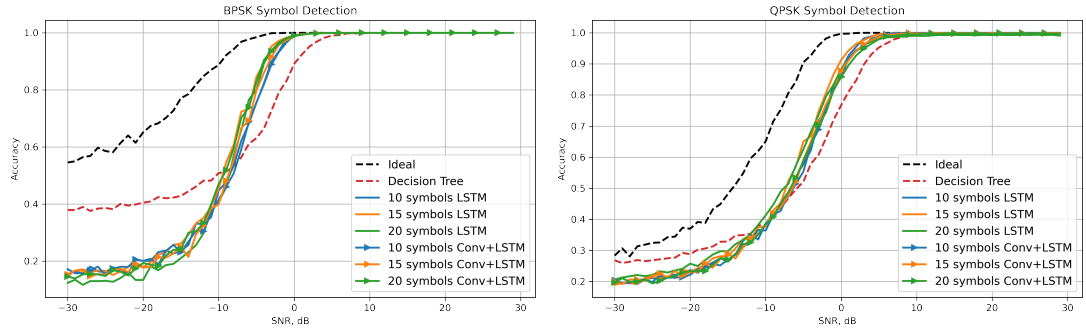 BPSK Symbol Detection
1.0
0.8
0.6
0.4
0.2
Accuracy
−30
−20
−10
0
10
20
30
SNR, dB
Ideal
Decision Tree
10 symbols LSTM
15 symbols LSTM
20 symbols LSTM
10 symbols Conv+LSTM
15 symbols Conv+LSTM
20 symbols Conv+LSTM
QPSK Symbol Detection
1.0
0.9
0.8
0.7
0.6
0.5
0.4
0.3
0.2
Accuracy
−30
−20
−10
0
10
20
30
SNR, dB
Ideal
Decision Tree
10 symbols LSTM
15 symbols LSTM
20 symbols LSTM
10 symbols Conv+LSTM
15 symbols Conv+LSTM
20 symbols Conv+LSTM